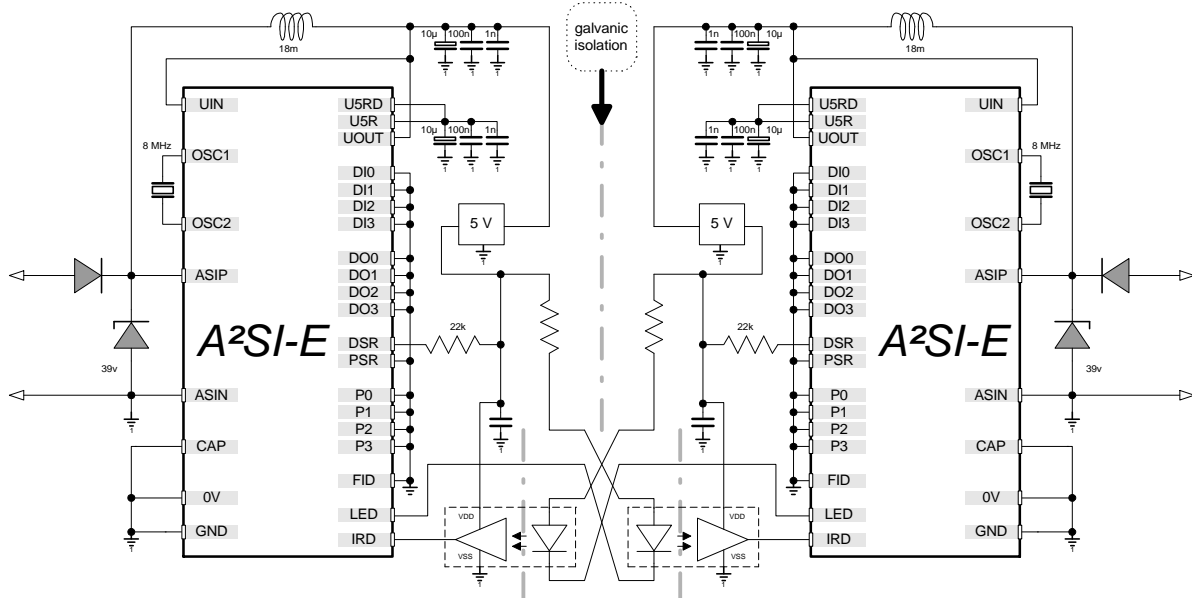 18m
10µ 100n 1n
galvanic
isolation
1n 100n 10µ
18m
UIN
U5RD
U5R
UOUT
10µ 100n 1n
1n 100n 10µ
U5RD
U5R
UOUT
UIN
8 MHz
OSC1
OSC2
DI0
DI1
DI2
DI3
5 V
5 V
DI0
DI1
DI2
DI3
OSC1
OSC2
8 MHz
ASIP
DO0
DO1
DO2
DO3
DO0
DO1
DO2
DO3
ASIP
39v
A²SI-E
DSR
PSR
22k
22k
DSR
PSR
A²SI-E
39v
ASIN
CAP
0V
GND
P0
P1
P2
P3
FID
LED
IRD
VDD
VSS
VDD
VSS
P0
P1
P2
P3
FID
LED
IRD
ASIN
CAP
0V
GND